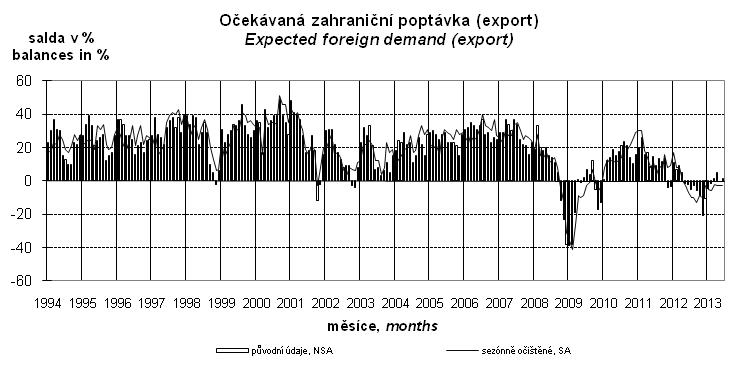 Očekávaná zahraniční poptávka (export)
Expected foreign demand (export)
salda v %
balances in %
60
40
20
0
-20
-40
-60
1994 1995 1996 1997 1998 1999 2000 2001 2002 2003 2004 2005 2006 2007 2008 2009 2010 2011 2012 2013
měsíce, months
původní údaje, NSA
sezónně očištěné, SA